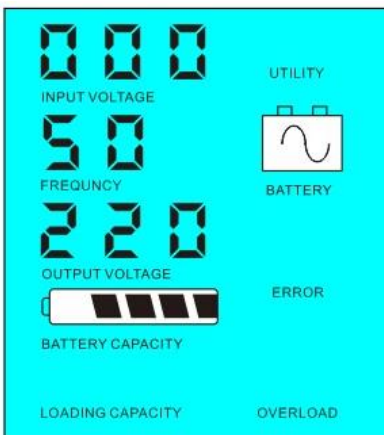 000
UTILITY
INPUT VOLTAGE
50
FREQUNCY
BATTERY
220
OUTPUT VOLTAGE
ERROR
BATTERY CAPACITY
LOADING CAPACITY
OVERLOAD